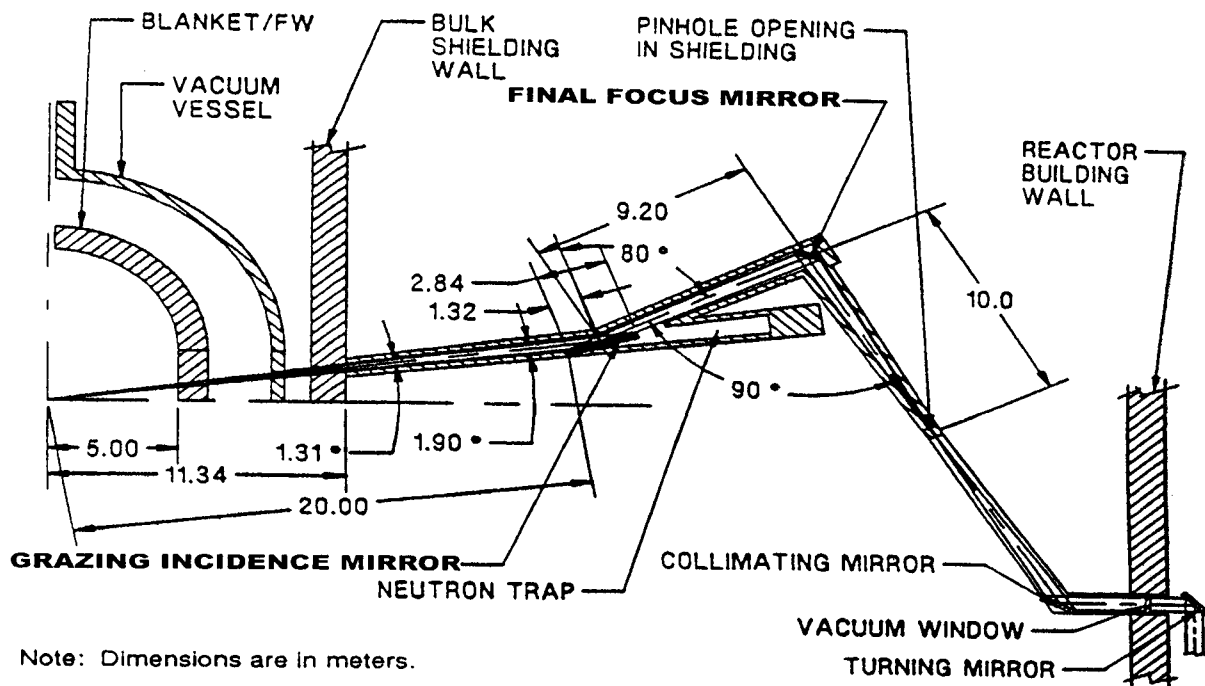 BLANKET/FW
BULK
SHIELDING
WALL
PINHOLE OPENING
IN SHIELDING
VACUUM
VESSEL
FINAL FOCUS MIRROR
REACTOR
BUILDING
WALL
9.20
80°
2.84
1.32
10.0
90°
5.00
1.31°
1.90°
11.34
20.00
GRAZING INCIDENCE MIRROR
NEUTRON TRAP
COLLIMATING MIRROR
VACUUM WINDOW
TURNING MIRROR
Note: Dimensions are in meters.